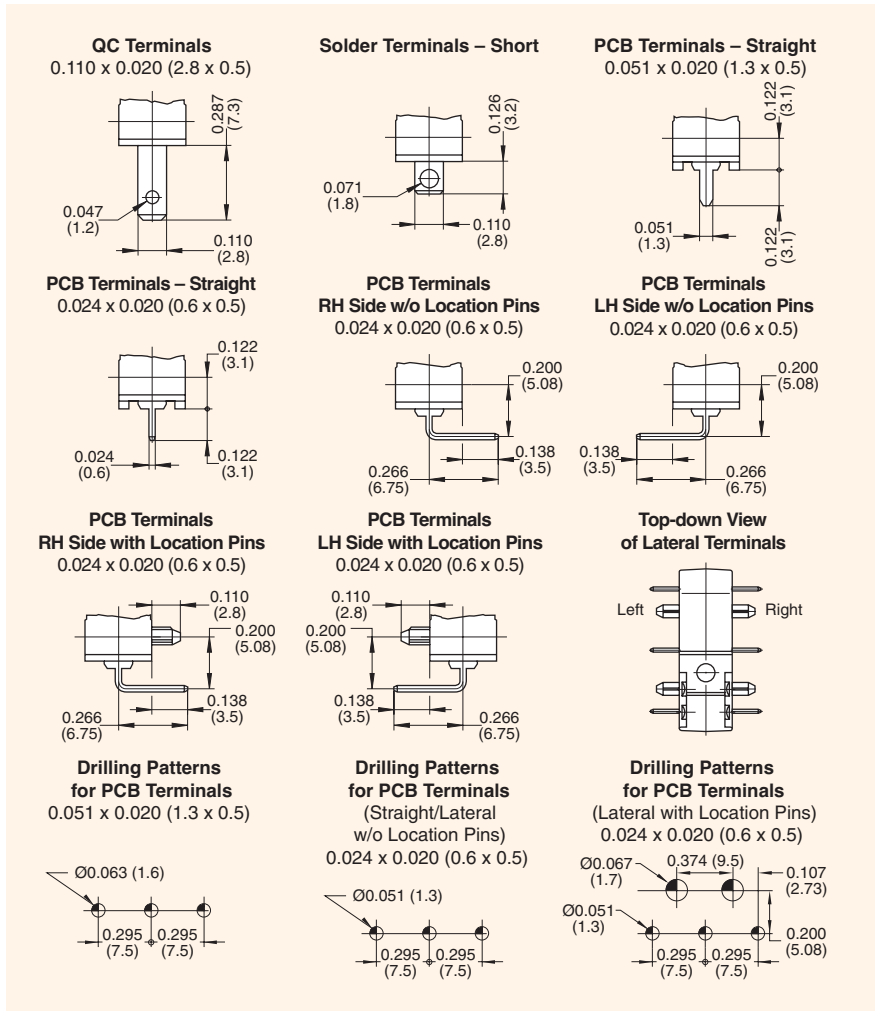 QC Terminals
0.110 x 0.020 (2.8 x 0.5)
0.287
(7.3)
0.047
(1.2)
0.110
(2.8)
Solder Terminals – Short
0.126
(3.2)
0.071
(1.8)
0.110
(2.8)
PCB Terminals – Straight
0.051 x 0.020 (1.3 x 0.5)
0.122
(3.1)
0.051
(1.3)
0.122
(3.1)
PCB Terminals – Straight
0.024 x 0.020 (0.6 x 0.5)
0.122
(3.1)
0.024
(0.6)
0.122
(3.1)
PCB Terminals
RH Side w/o Location Pins
0.024 x 0.020 (0.6 x 0.5)
0.200
(5.08)
0.138
(3.5)
0.266
(6.75)
PCB Terminals
LH Side w/o Location Pins
0.024 x 0.020 (0.6 x 0.5)
0.200
(5.08)
0.138
(3.5)
0.266
(6.75)
PCB Terminals
RH Side with Location Pins
0.024 x 0.020 (0.6 x 0.5)
0.110
(2.8)
0.200
(5.08)
0.138
(3.5)
0.266
(6.75)
PCB Terminals
LH Side with Location Pins
0.024 x 0.020 (0.6 x 0.5)
0.110
(2.8)
0.200
(5.08)
0.138
(3.5)
0.266
(6.75)
Top-down View
of Lateral Terminals
Left
Right
Drilling Patterns
for PCB Terminals
0.051 x 0.020 (1.3 x 0.5)
Ø0.063 (1.6)
0.295 0.295
(7.5) (7.5)
Drilling Patterns
for PCB Terminals
(Straight/Lateral
w/o Location Pins)
0.024 x 0.020 (0.6 x 0.5)
Ø0.051 (1.3)
0.295 0.295
(7.5) (7.5)
Drilling Patterns
for PCB Terminals
(Lateral with Location Pins)
0.024 x 0.020 (0.6 x 0.5)
Ø0.067
(1.7)
0.374 (9.5)
0.107
(2.73)
Ø0.051
(1.3)
0.200
(5.08)
0.295 0.295
(7.5) (7.5)